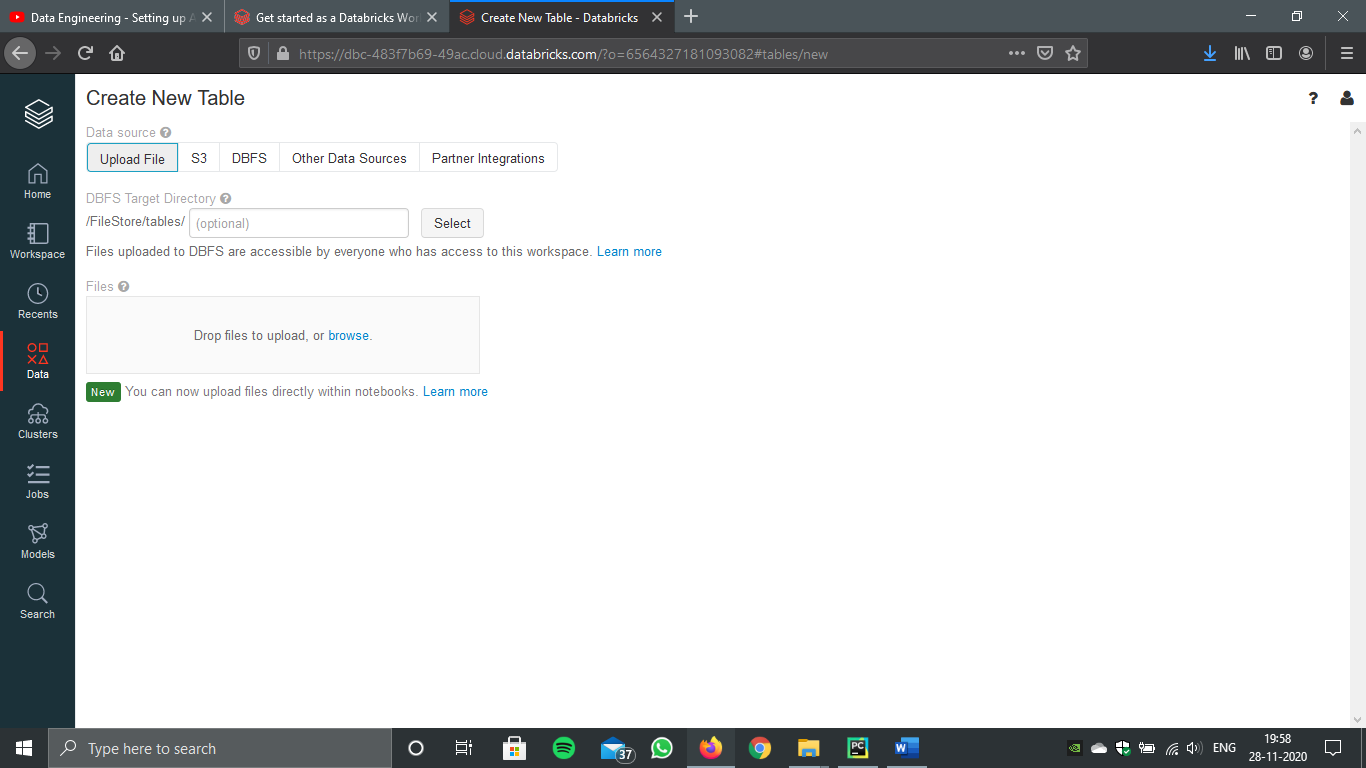 Data Engineering - Setting up A
Get started as a Databricks Wor
Create New Table - Databricks
https://dbc-483f7b69-49ac.cloud.databricks.com/?o=6564327181093082#tables/new
Create New Table
?
Data source ?
Upload File S3 DBFS Other Data Sources Partner Integrations
DBFS Target Directory ?
/FileStore/tables/ (optional) Select
Files uploaded to DBFS are accessible by everyone who has access to this workspace. Learn more
Files ?
Drop files to upload, or browse.
New You can now upload files directly within notebooks. Learn more
Home
Workspace
Recents
Data
Clusters
Jobs
Models
Search
Type here to search
37
PC
W
ENG
19:58
28-11-2020